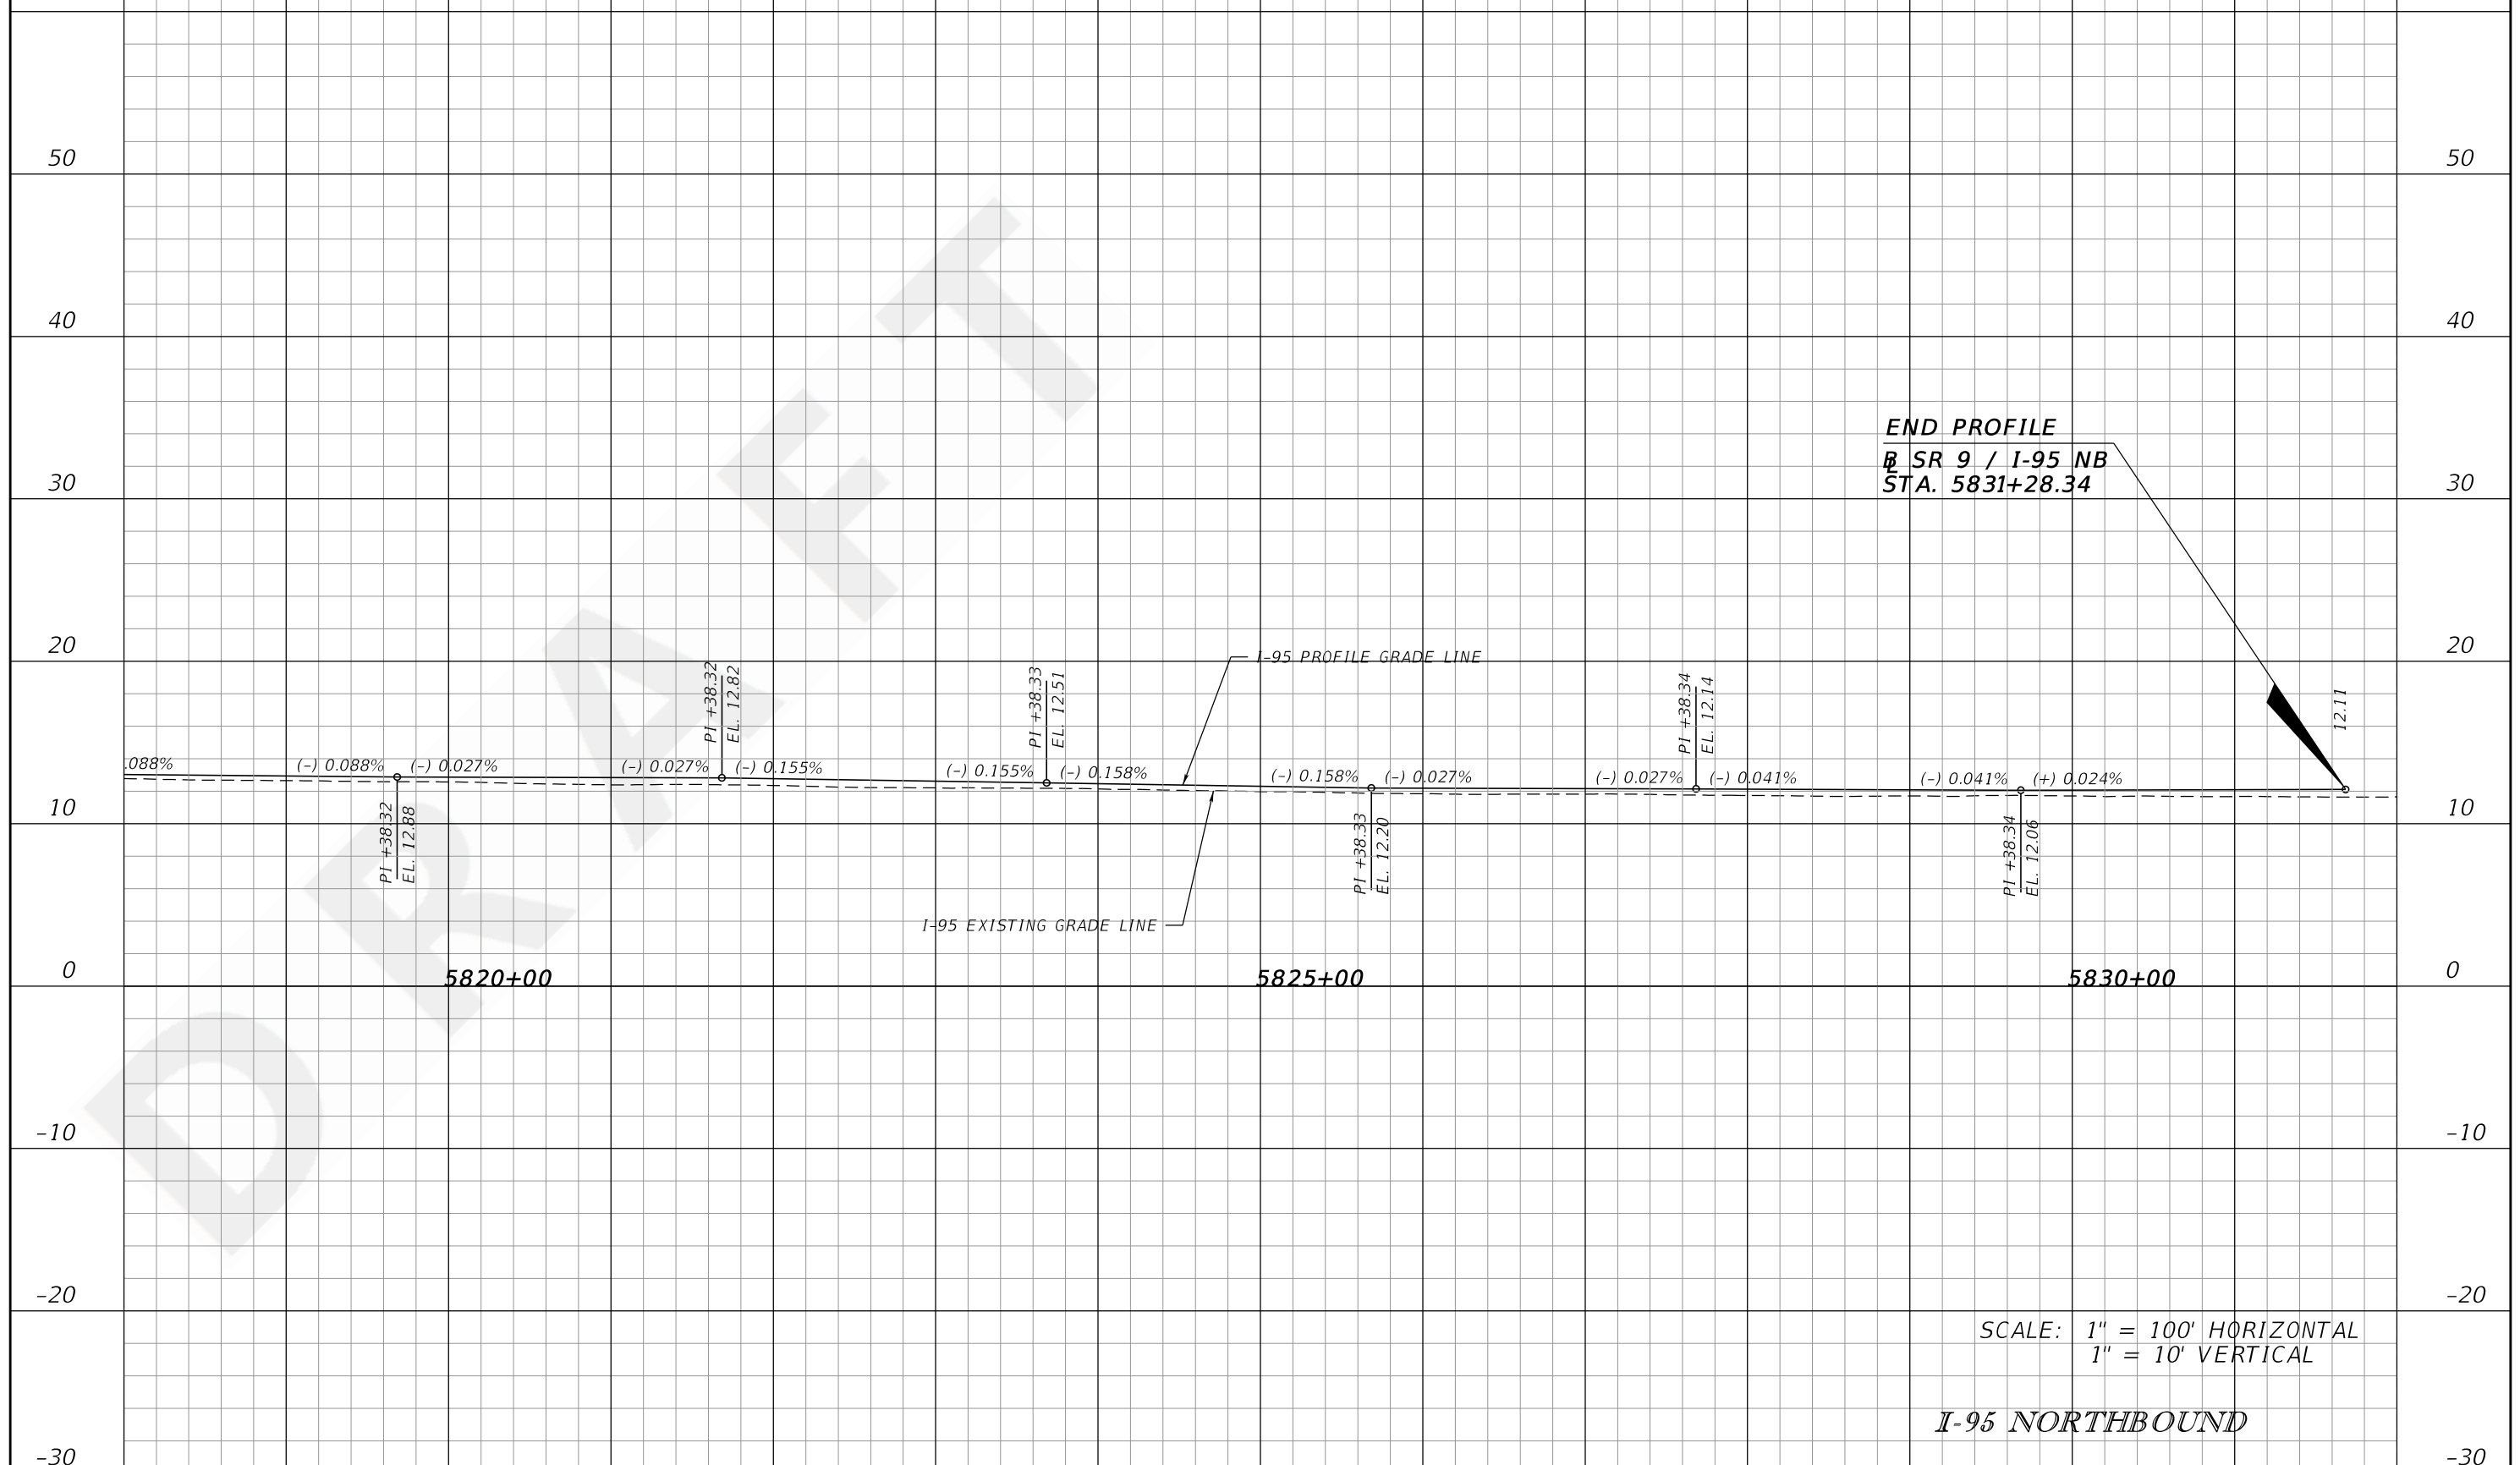 50
50
40
40
END PROFILE
BL SR 9 / I-95 NB
STA. 5831+28.34
30
30
20
20
I-95 PROFILE GRADE LINE
PI +38.32
EL. 12.82
PI +38.33
EL. 12.51
PI +38.34
EL. 12.14
12.11
.088%
(-) 0.088%
(-) 0.027%
(-) 0.027%
(-) 0.155%
(-) 0.155%
(-) 0.158%
(-) 0.158%
(-) 0.027%
(-) 0.027%
(-) 0.041%
(-) 0.041%
(+) 0.024%
10
10
PI +38.32
EL. 12.88
PI +38.33
EL. 12.20
PI +38.34
EL. 12.06
I-95 EXISTING GRADE LINE
0
5820+00
5825+00
5830+00
0
-10
-10
-20
-20
SCALE: 1" = 100' HORIZONTAL
1" = 10' VERTICAL
I-95 NORTHBOUND
-30
-30
DRAFT